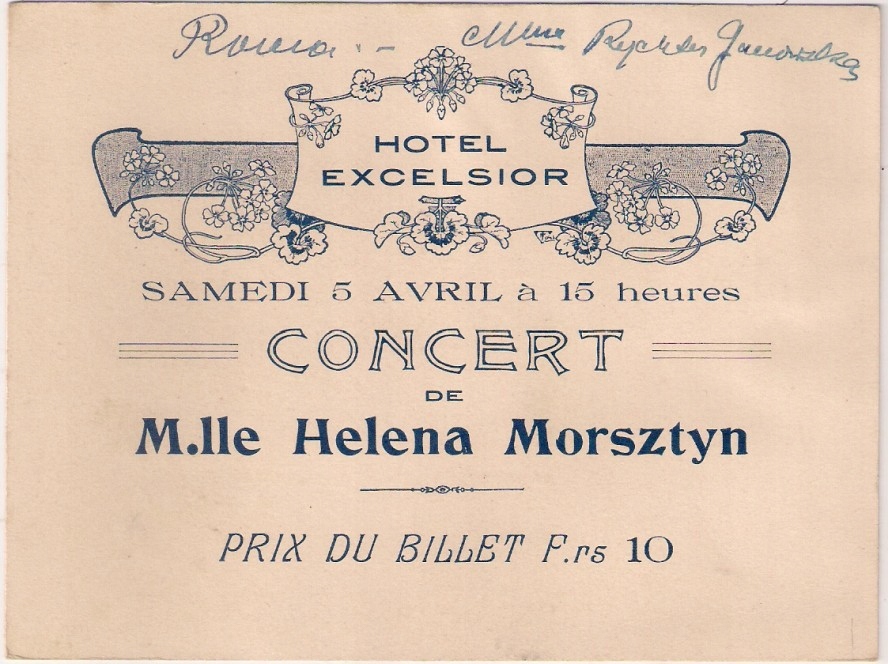 Roma. - Mme
HOTEL
EXCELSIOR
SAMEDI 5 AVRIL à 15 heures
CONCERT
DE
M.lle Helena Morsztyn
PRIX DU BILLET F.rs 10